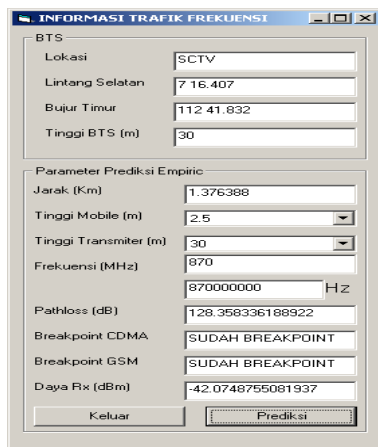 INFORMASI TRAFIK FREKUENSI
BTS
Lokasi SCTV
Lintang Selatan 7 16.407
Bujur Timur 112 41.832
Tinggi BTS (m) 30
Parameter Prediksi Empiric
Jarak (Km) 1.376388
Tinggi Mobile (m) 2.5
Tinggi Transmiter (m) 30
Frekuensi (MHz) 870
870000000 Hz
Pathloss (dB) 128.358336188922
Breakpoint CDMA SUDAH BREAKPOINT
Breakpoint GSM SUDAH BREAKPOINT
Daya Rx (dBm) -42.0748755081937
Keluar Prediksi